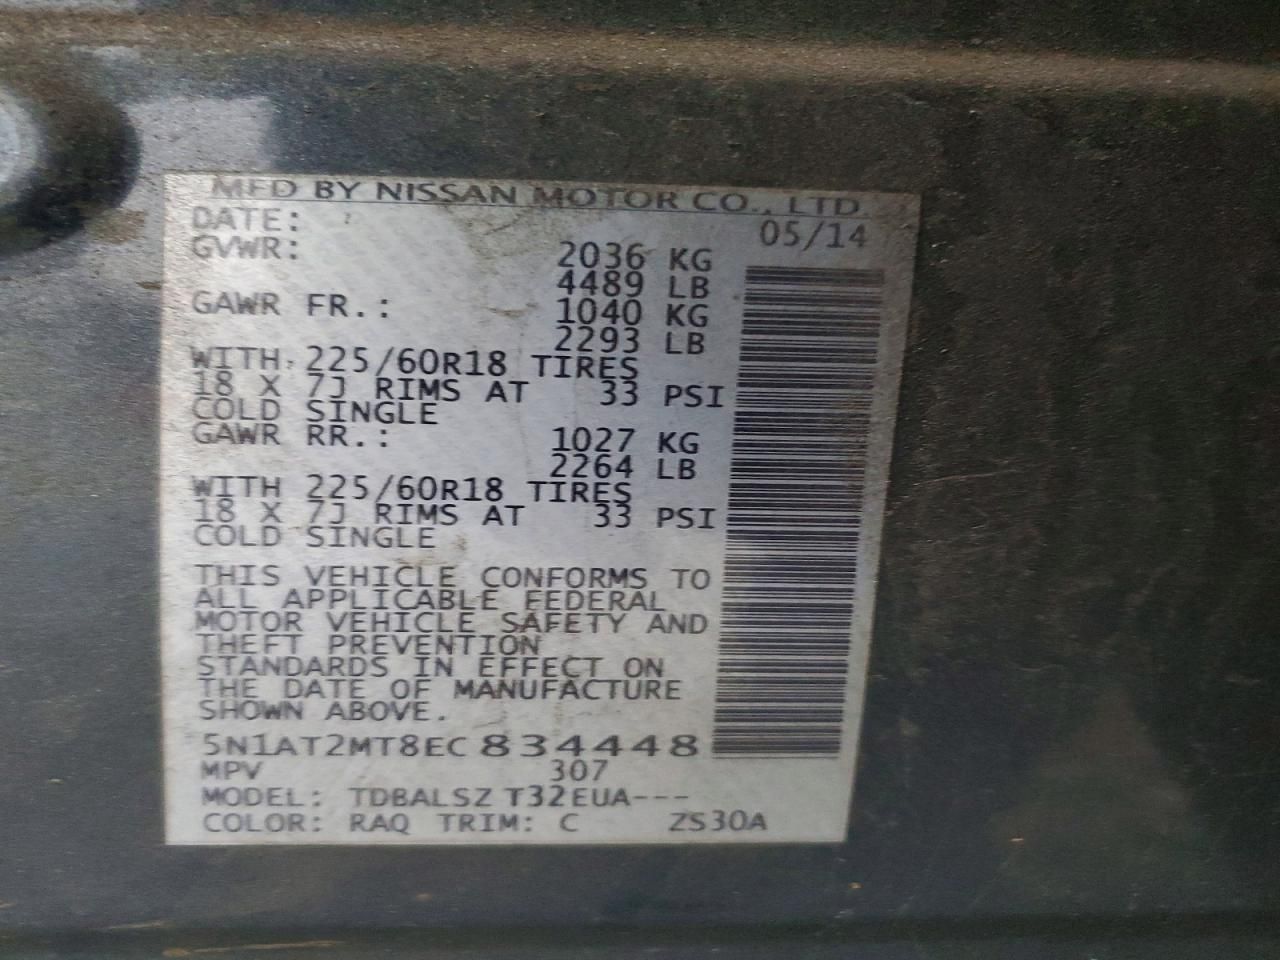 MFD BY NISSAN MOTOR CO., LTD.
DATE: 05/14
GVWR: 2036 KG
4489 LB
GAWR FR.: 1040 KG
2293 LB
WITH 225/60R18 TIRES
18 X 7J RIMS AT 33 PSI
COLD SINGLE
GAWR RR.: 1027 KG
2264 LB
WITH 225/60R18 TIRES
18 X 7J RIMS AT 33 PSI
COLD SINGLE
THIS VEHICLE CONFORMS TO
ALL APPLICABLE FEDERAL
MOTOR VEHICLE SAFETY AND
THEFT PREVENTION
STANDARDS IN EFFECT ON
THE DATE OF MANUFACTURE
SHOWN ABOVE.
5N1AT2MT8EC834448
MPV 307
MODEL: TDBALSZ T32EUA---
COLOR: RAQ TRIM: C ZS30A